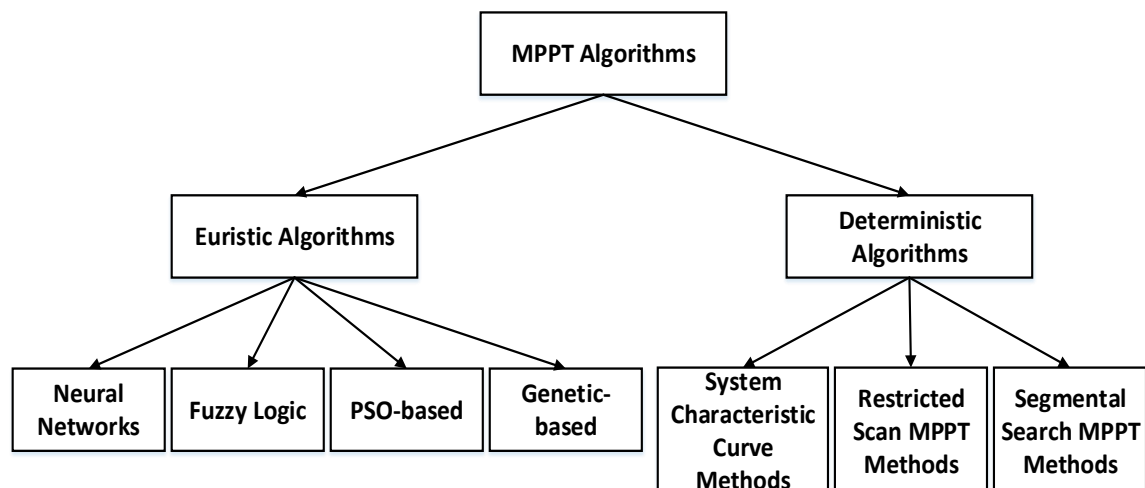 MPPT Algorithms
Euristic Algorithms
Deterministic
Algorithms
Neural
Networks
Fuzzy Logic
PSO-based
Genetic-
based
System
Characteristic
Curve
Methods
Restricted
Scan MPPT
Methods
Segmental
Search MPPT
Methods